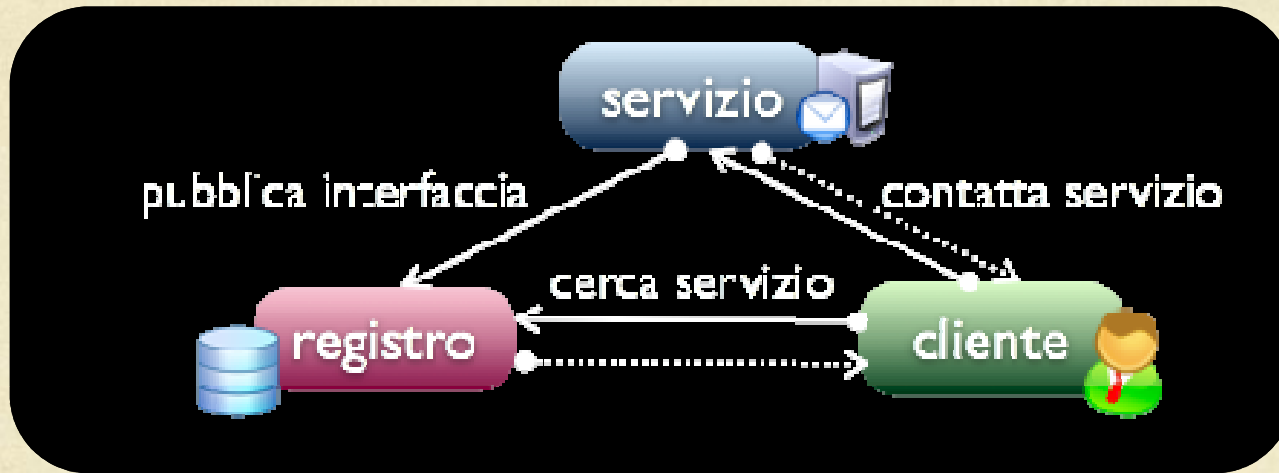 servizio
pubblica interfaccia
contatta servizio
cerca servizio
registro
cliente